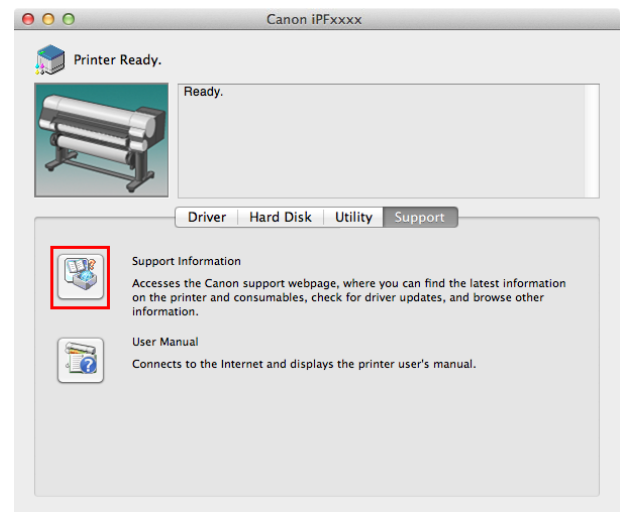 Canon iPFxxxx
Printer Ready.
Ready.
Driver Hard Disk Utility Support
Support Information
Accesses the Canon support webpage, where you can find the latest information
on the printer and consumables, check for driver updates, and browse other
information.
User Manual
Connects to the Internet and displays the printer user's manual.